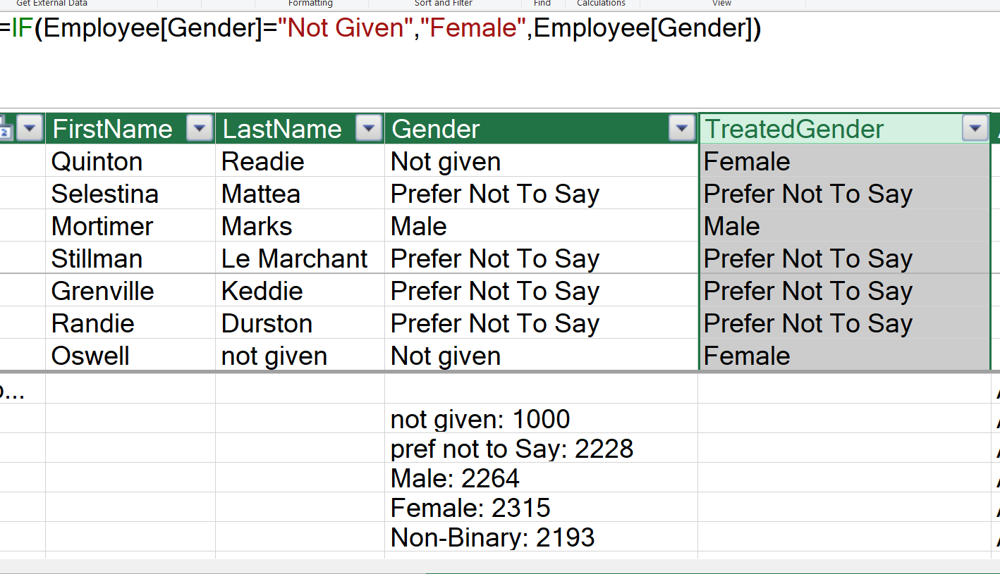 Get External Data Formatting Sort and Filter Find Calculations View
=IF(Employee[Gender]="Not Given","Female",Employee[Gender])
FirstName LastName Gender TreatedGender
Quinton Readie Not given Female
Selestina Mattea Prefer Not To Say Prefer Not To Say
Mortimer Marks Male Male
Stillman Le Marchant Prefer Not To Say Prefer Not To Say
Grenville Keddie Prefer Not To Say Prefer Not To Say
Randie Durston Prefer Not To Say Prefer Not To Say
Oswell not given Not given Female
not given: 1000
pref not to Say: 2228
Male: 2264
Female: 2315
Non-Binary: 2193